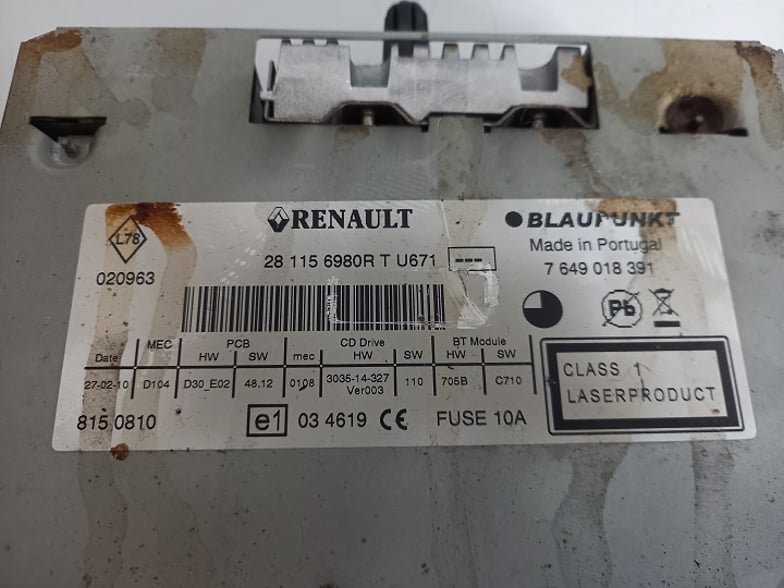 RENAULT
BLAUPUNKT
L78
Made in Portugal
28 115 6980R T U671 ---
7 649 018 391
020963
Pb
MEC PCB CD Drive BT Module
Date HW SW mec HW SW HW SW
27-02-10 D104 D30_E02 48.12 0108 3035-14-327 110 705B C710
Ver003
CLASS 1
LASERPRODUCT
815 0810 e1 03 4619 CE FUSE 10A